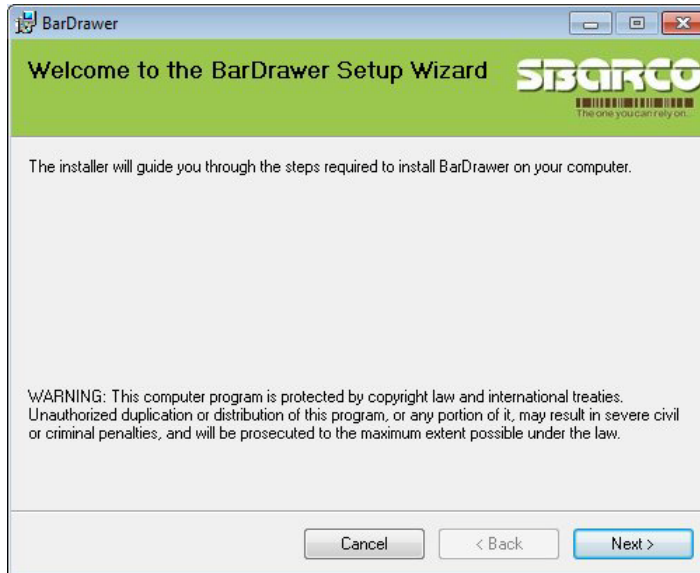 BarDrawer
Welcome to the BarDrawer Setup Wizard
SBARCO
The one you can rely on...
The installer will guide you through the steps required to install BarDrawer on your computer.
WARNING: This computer program is protected by copyright law and international treaties.
Unauthorized duplication or distribution of this program, or any portion of it, may result in severe civil
or criminal penalties, and will be prosecuted to the maximum extent possible under the law.
Cancel
< Back
Next >